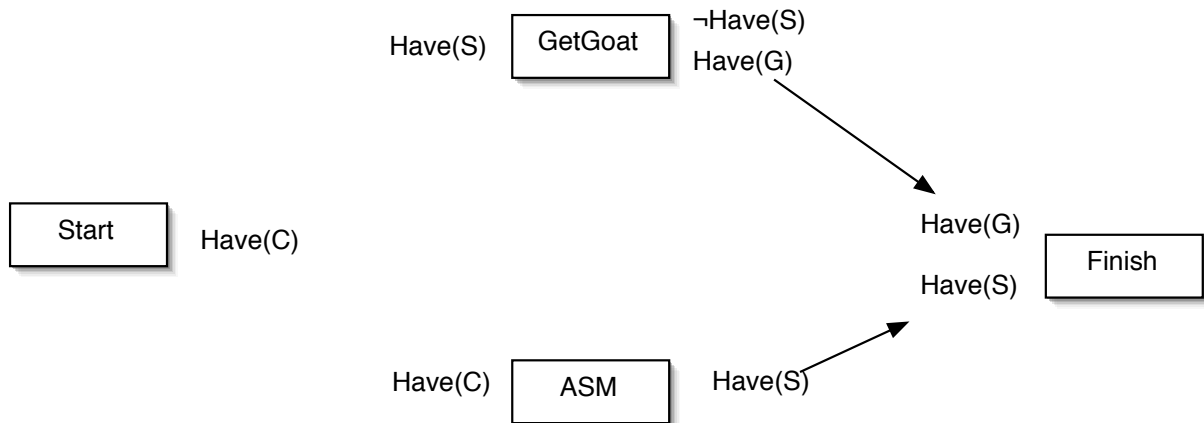 Have(S)
GetGoat
¬Have(S)
Have(G)
Start
Have(C)
Have(G)
Have(S)
Finish
Have(C)
ASM
Have(S)